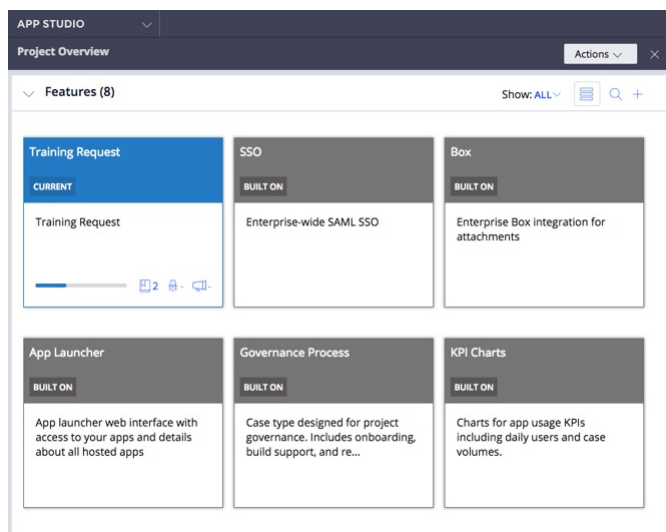 APP STUDIO
Project Overview
Actions
Features (8)
Show: ALL
Training Request
CURRENT
Training Request
2
-
-
SSO
BUILT ON
Enterprise-wide SAML SSO
Box
BUILT ON
Enterprise Box integration for
attachments
App Launcher
BUILT ON
App launcher web interface with
access to your apps and details
about all hosted apps
Governance Process
BUILT ON
Case type designed for project
governance. Includes onboarding,
build support, and re...
KPI Charts
BUILT ON
Charts for app usage KPIs
including daily users and case
volumes.